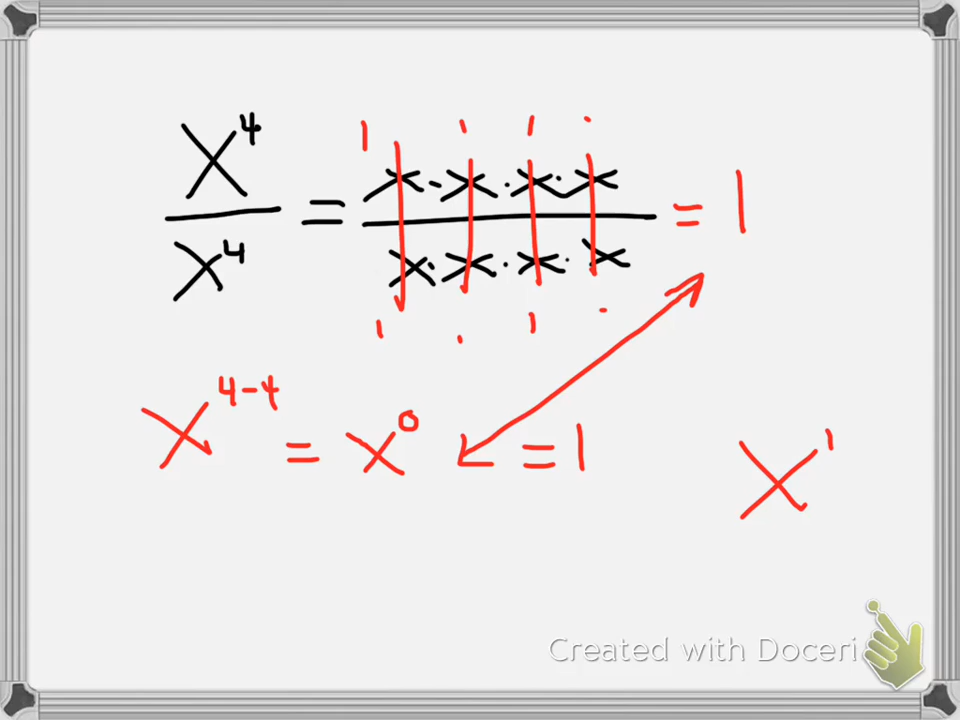 1 1 1 1
x⁴/x⁴ = x·x·x·x/x·x·x·x = 1
1 1 1 1
x⁴⁻⁴ = x⁰ = 1
x¹
Created with Doceri